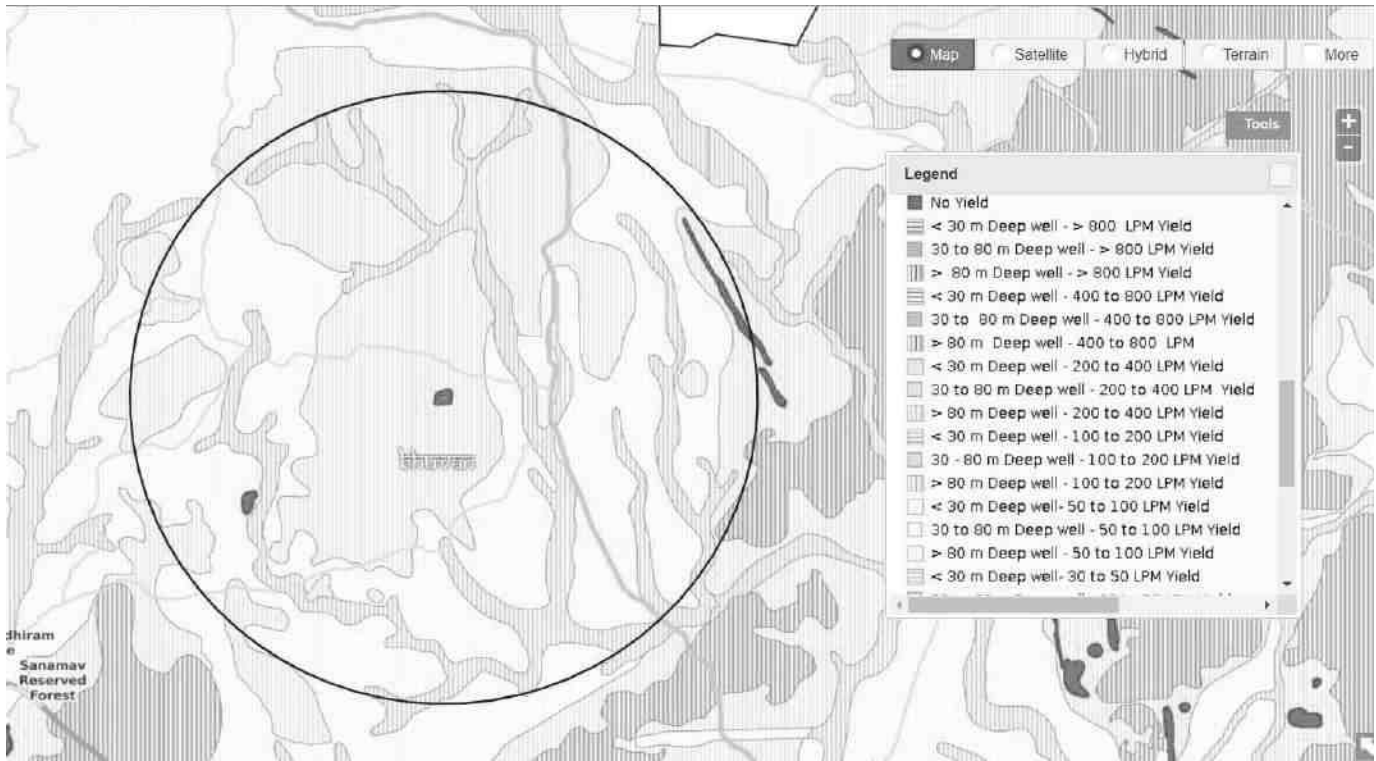 Map Satellite Hybrid Terrain More
Tools
+
-
Legend
No Yield
< 30 m Deep well - > 800 LPM Yield
30 to 80 m Deep well - > 800 LPM Yield
> 80 m Deep well - > 800 LPM Yield
< 30 m Deep well - 400 to 800 LPM Yield
30 to 80 m Deep well - 400 to 800 LPM Yield
> 80 m Deep well - 400 to 800 LPM
< 30 m Deep well - 200 to 400 LPM Yield
30 to 80 m Deep well - 200 to 400 LPM Yield
> 80 m Deep well - 200 to 400 LPM Yield
< 30 m Deep well - 100 to 200 LPM Yield
30 - 80 m Deep well - 100 to 200 LPM Yield
> 80 m Deep well - 100 to 200 LPM Yield
< 30 m Deep well- 50 to 100 LPM Yield
30 to 80 m Deep well - 50 to 100 LPM Yield
> 80 m Deep well - 50 to 100 LPM Yield
< 30 m Deep well- 30 to 50 LPM Yield
dhiram
e
Sanamav
Reserved
Forest